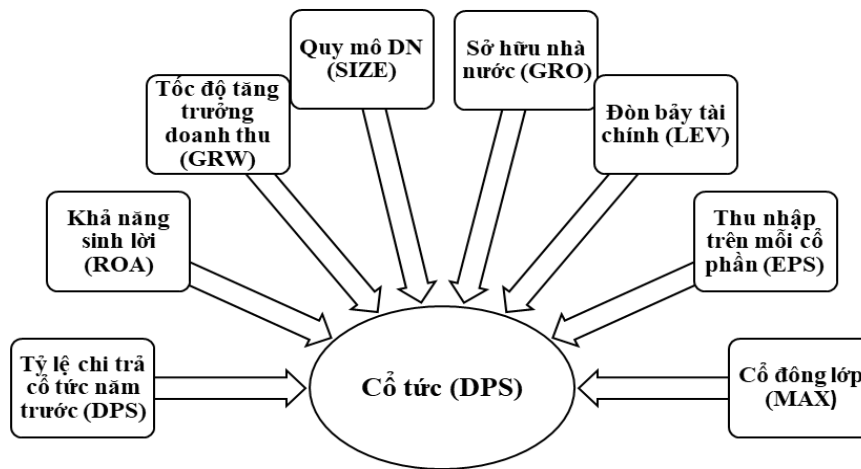 Quy mô DN
(SIZE)
Sở hữu nhà
nước (GRO)
Tốc độ tăng
trưởng
doanh thu
(GRW)
Đòn bảy tài
chính (LEV)
Khả năng
sinh lời
(ROA)
Thu nhập
trên mỗi cổ
phần (EPS)
Tỷ lệ chi trả
cổ tức năm
trước (DPS)
Cổ tức (DPS)
Cổ đông lớp
(MAX)